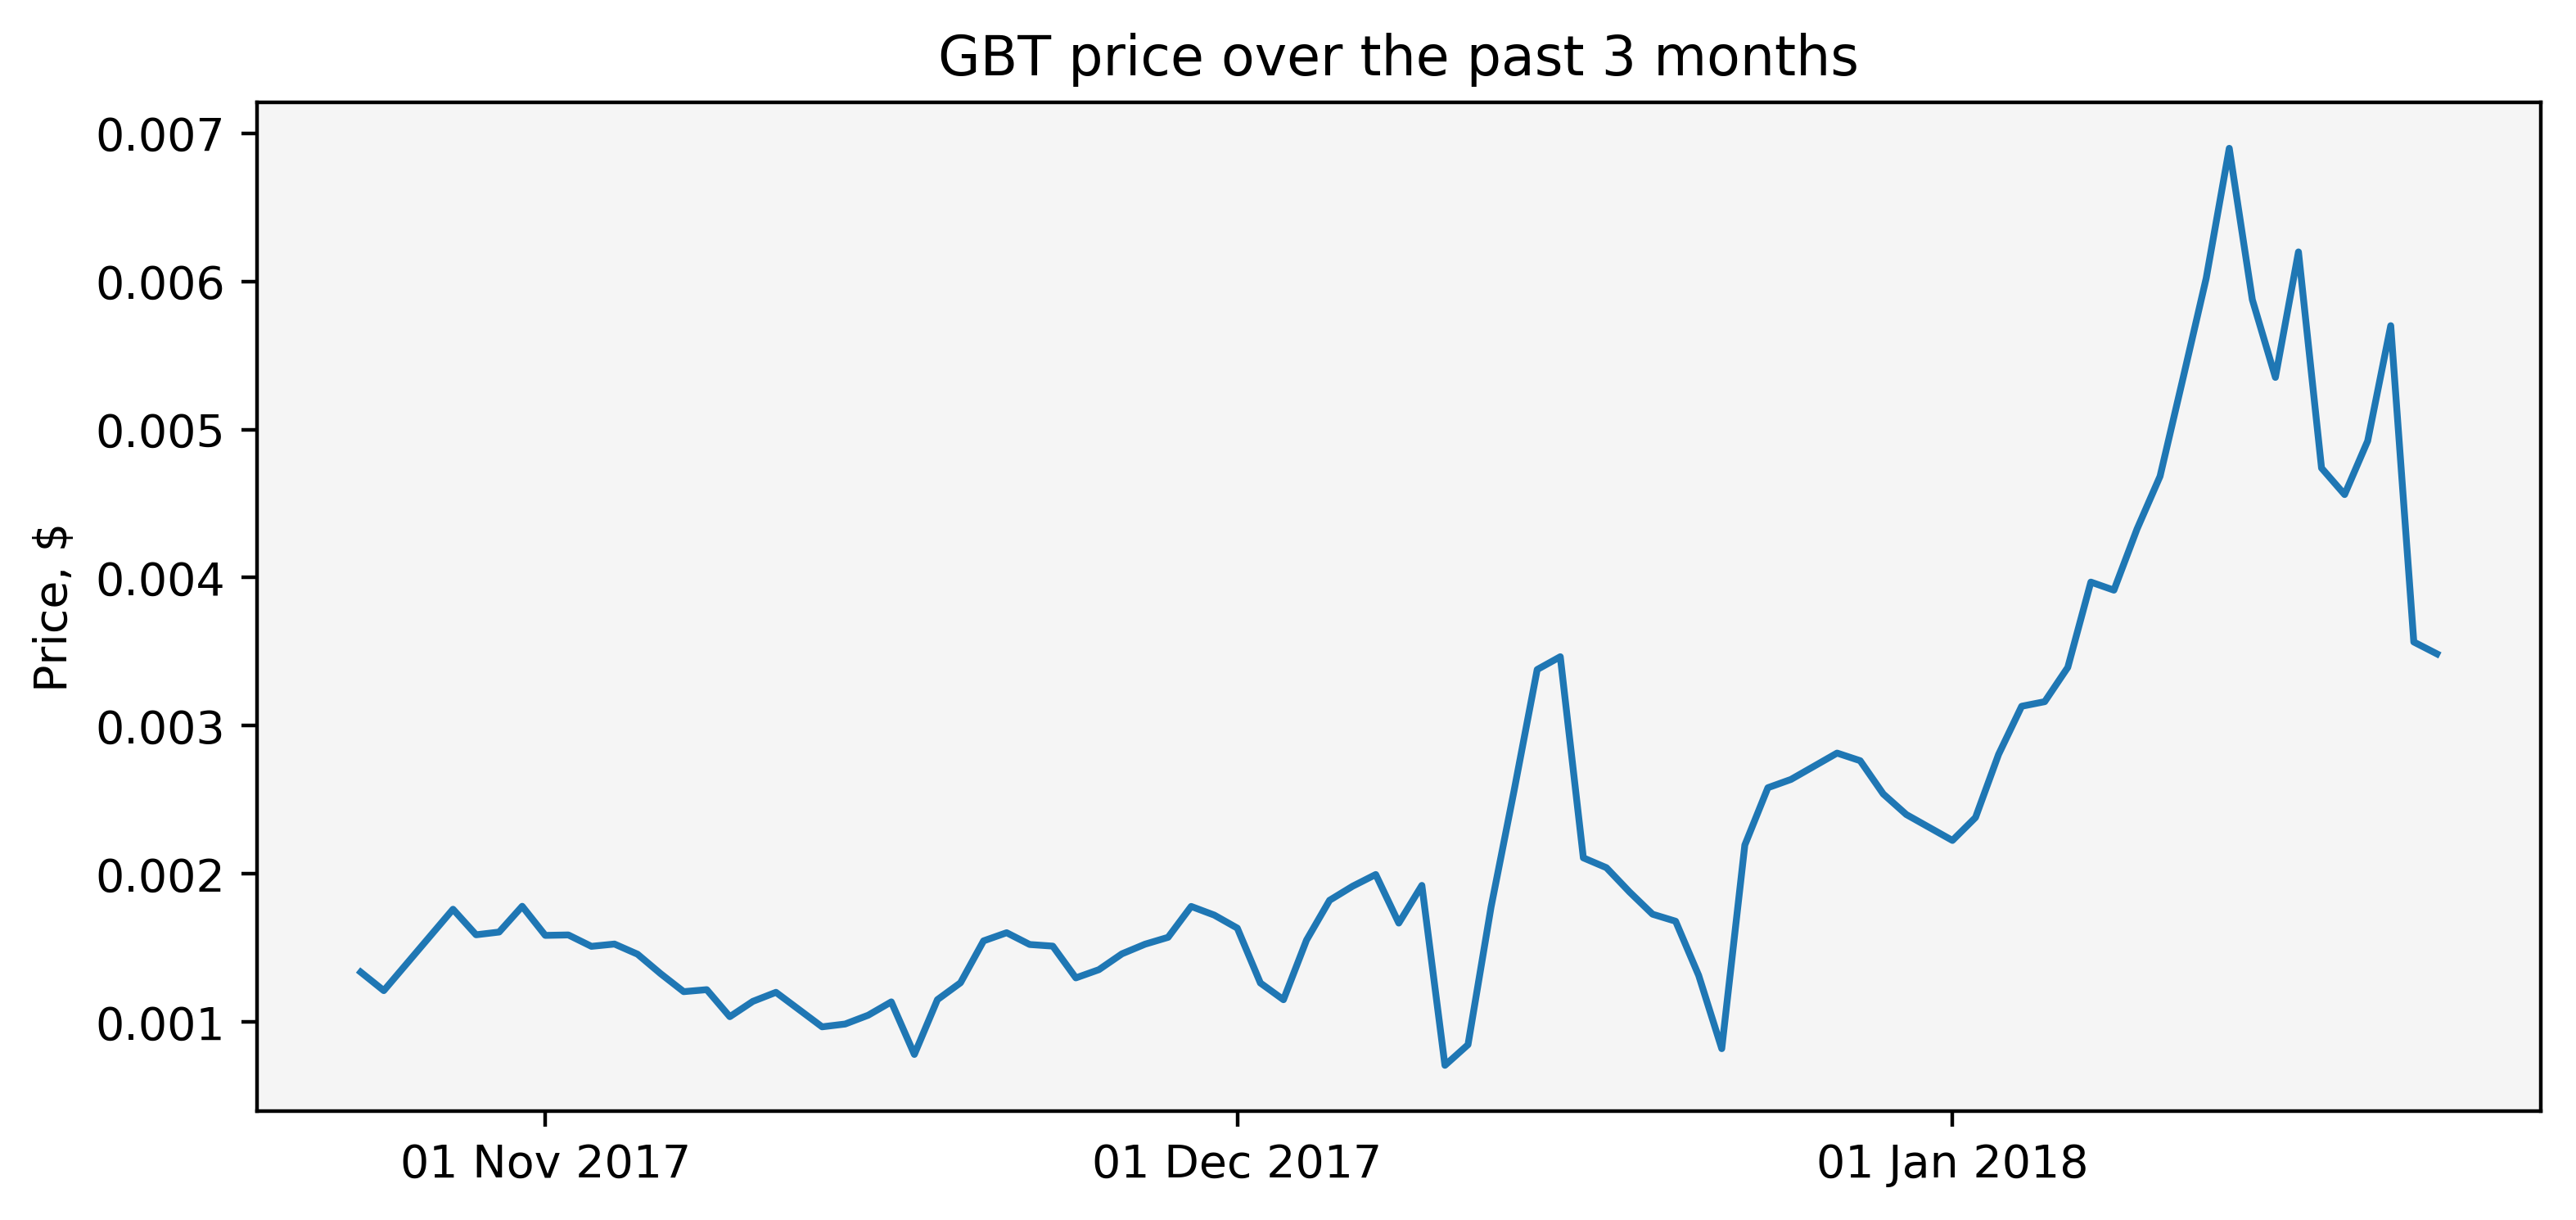 GBT price over the past 3 months
Price, $
0.007
0.006
0.005
0.004
0.003
0.002
0.001
01 Nov 2017
01 Dec 2017
01 Jan 2018